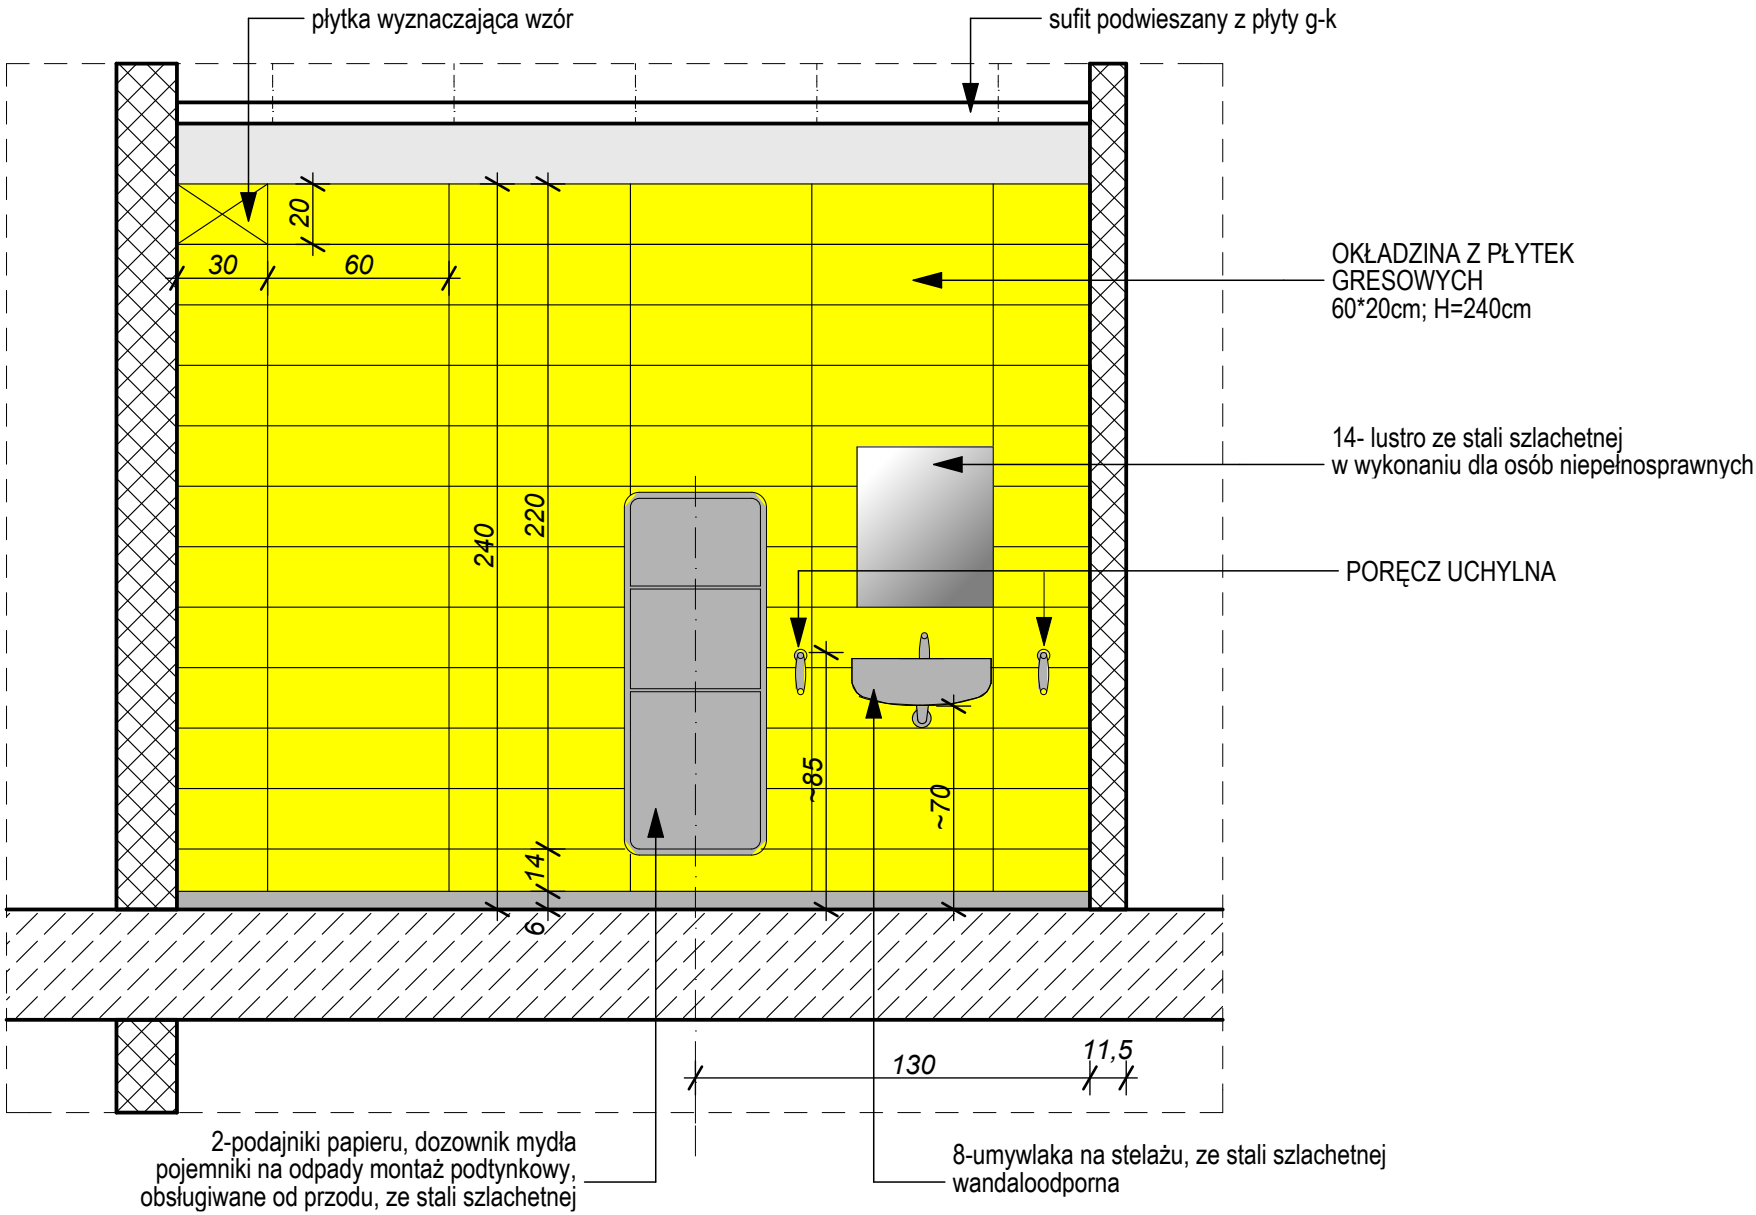 płytka wyznaczająca wzór
sufit podwieszany z płyty g-k
20
30
60
OKŁADZINA Z PŁYTEK
GRESOWYCH
60*20cm; H=240cm
14- lustro ze stali szlachetnej
w wykonaniu dla osób niepełnosprawnych
240
220
PORĘCZ UCHYLNA
~85
~70
14
6
130
11,5
2-podajniki papieru, dozownik mydła
pojemniki na odpady montaż podtynkowy,
obsługiwane od przodu, ze stali szlachetnej
8-umywlaka na stelażu, ze stali szlachetnej
wandaloodporna